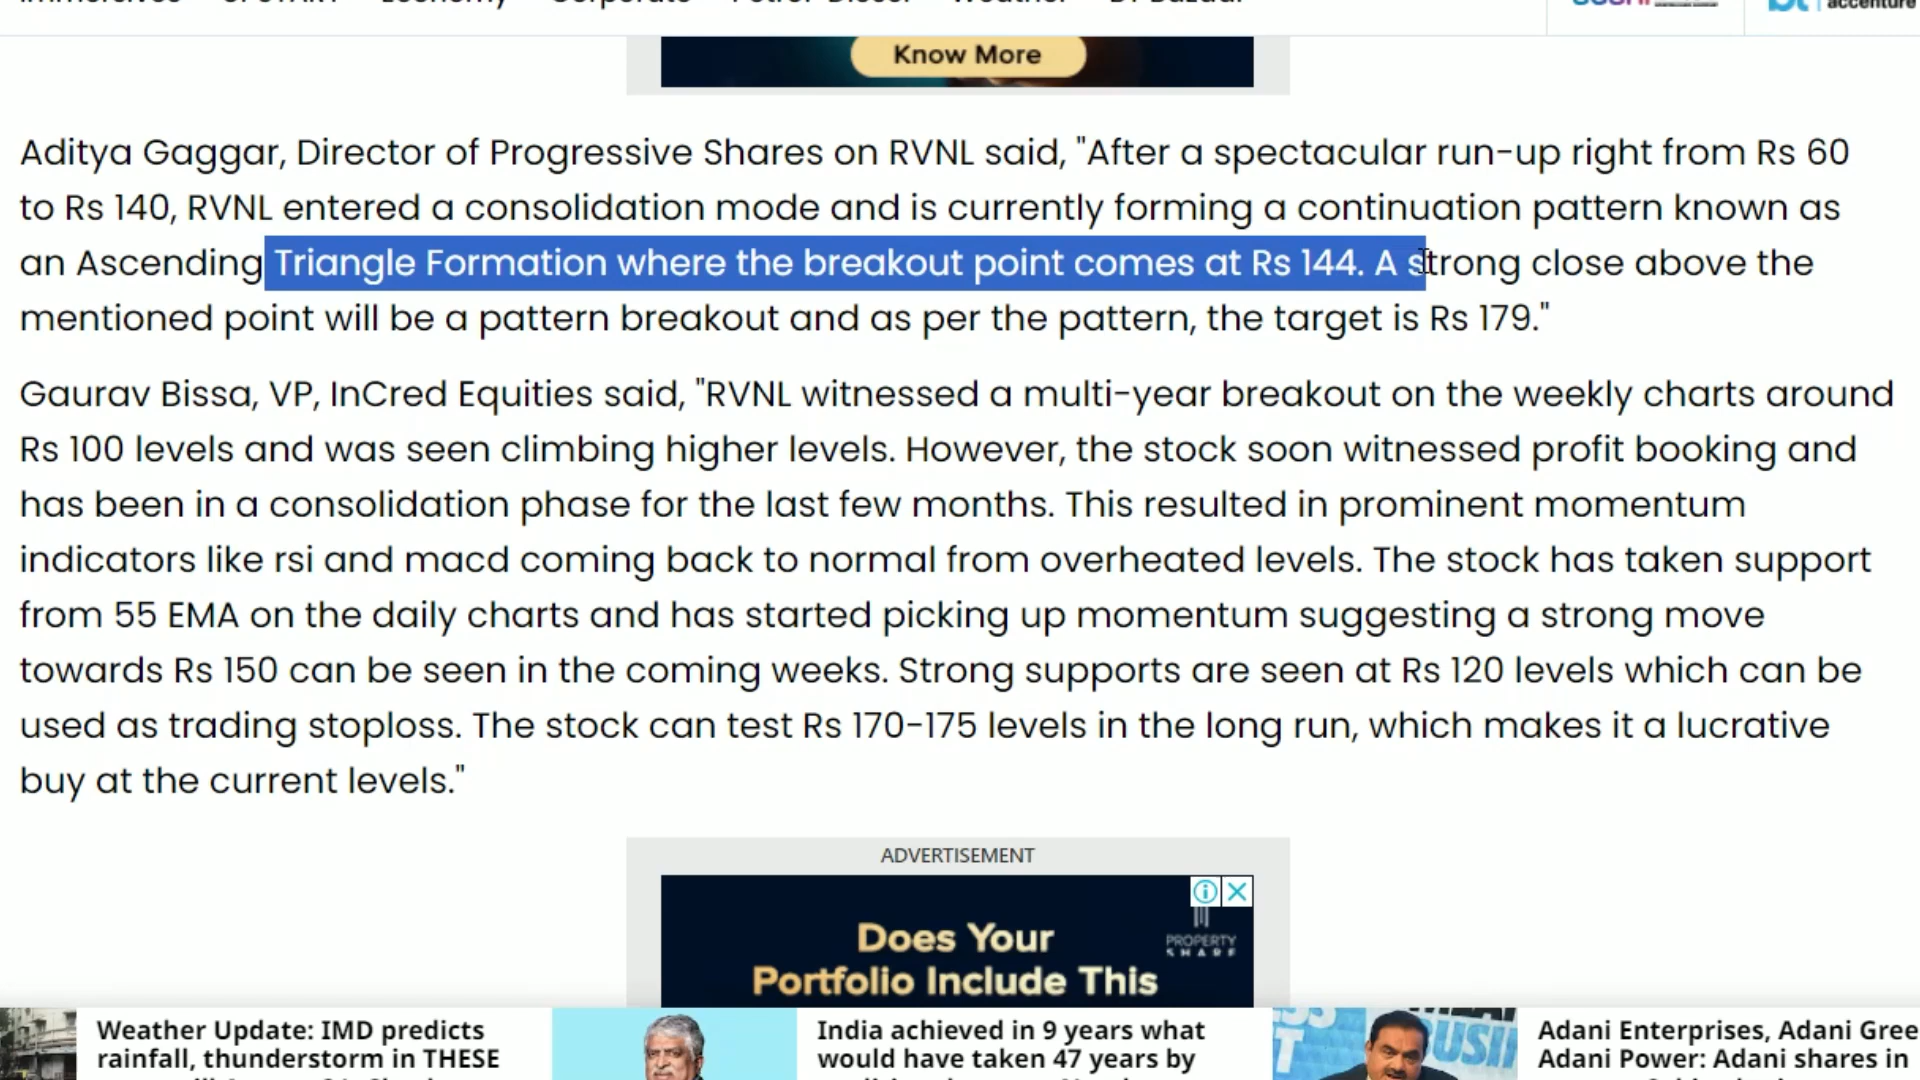 Immersives Economy Corporate Petrol-Diesel Weather BT Bazaar
bt accenture
Know More
Aditya Gaggar, Director of Progressive Shares on RVNL said, "After a spectacular run-up right from Rs 60
to Rs 140, RVNL entered a consolidation mode and is currently forming a continuation pattern known as
an Ascending Triangle Formation where the breakout point comes at Rs 144. A strong close above the
mentioned point will be a pattern breakout and as per the pattern, the target is Rs 179."
Gaurav Bissa, VP, InCred Equities said, "RVNL witnessed a multi-year breakout on the weekly charts around
Rs 100 levels and was seen climbing higher levels. However, the stock soon witnessed profit booking and
has been in a consolidation phase for the last few months. This resulted in prominent momentum
indicators like rsi and macd coming back to normal from overheated levels. The stock has taken support
from 55 EMA on the daily charts and has started picking up momentum suggesting a strong move
towards Rs 150 can be seen in the coming weeks. Strong supports are seen at Rs 120 levels which can be
used as trading stoploss. The stock can test Rs 170-175 levels in the long run, which makes it a lucrative
buy at the current levels."
ADVERTISEMENT
Does Your
Portfolio Include This
PROPERTY
SHARE
Weather Update: IMD predicts
rainfall, thunderstorm in THESE
India achieved in 9 years what
would have taken 47 years by
Adani Enterprises, Adani Gree
Adani Power: Adani shares in